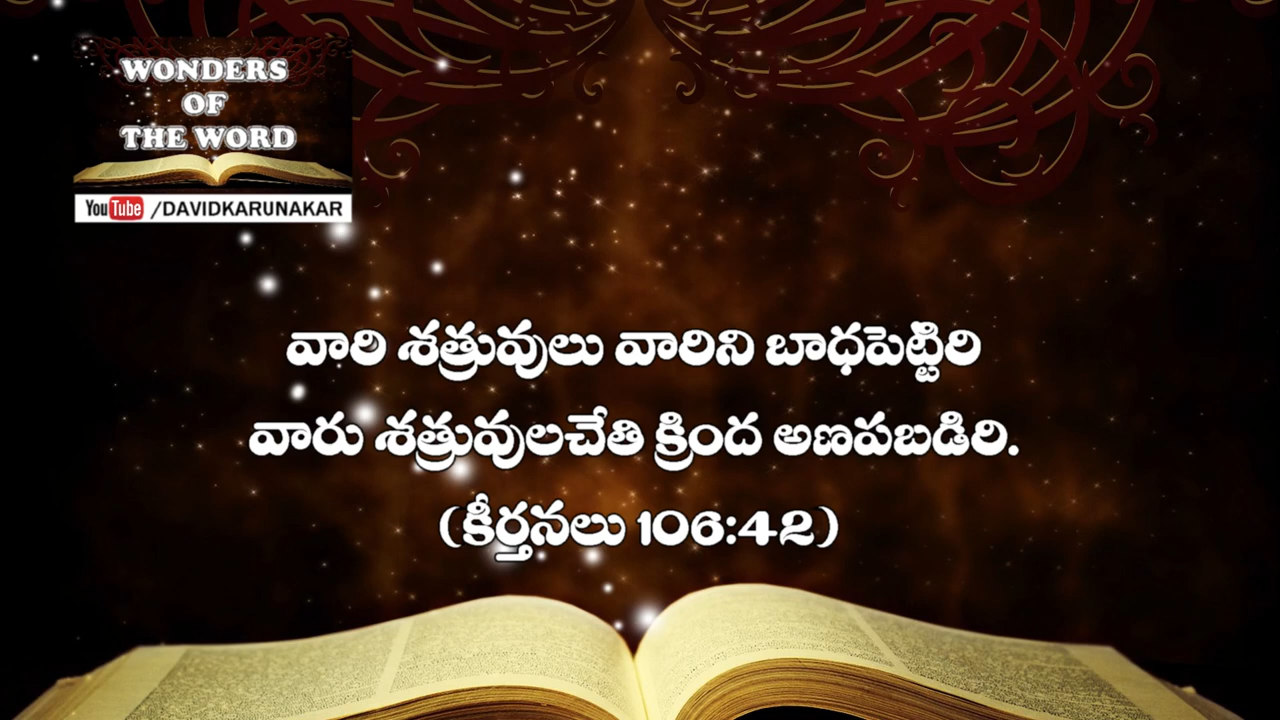 WONDERS
OF
THE WORD
YouTube /DAVIDKARUNAKAR
వారి శత్రువులు వారిని బాధపెట్టిరి
వారు శత్రువులచేతి క్రింద అణపబడిరి.
(కీర్తనలు 106:42)